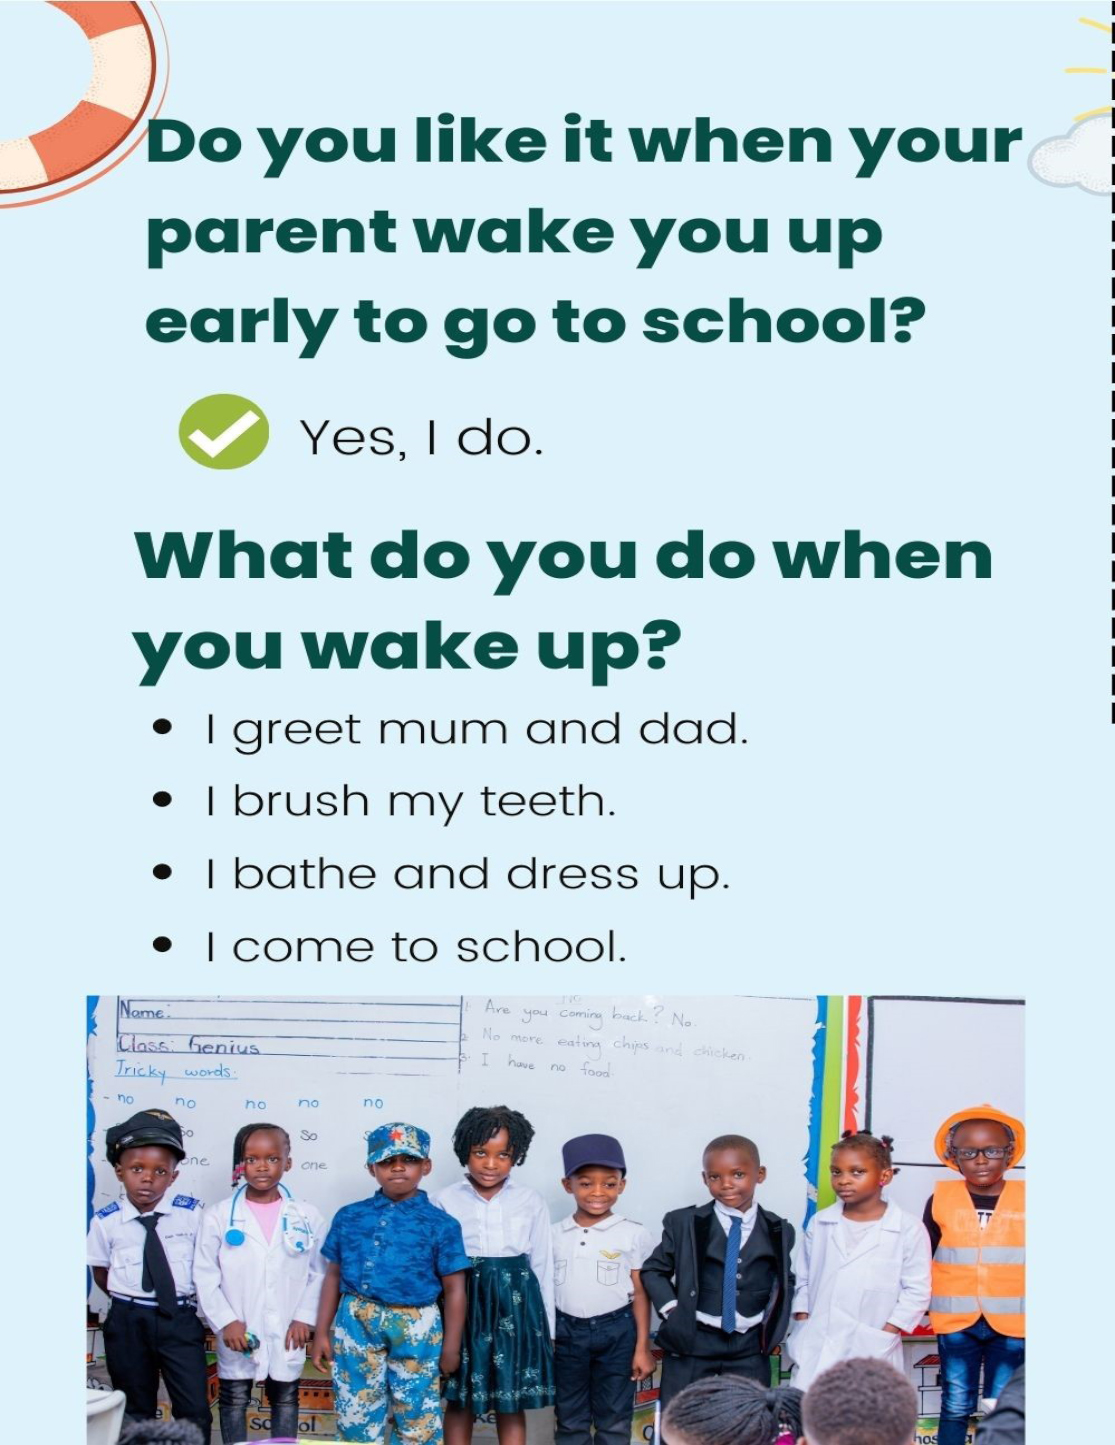 Do you like it when your
parent wake you up
early to go to school?
Yes, I do.
What do you do when
you wake up?
• I greet mum and dad.
• I brush my teeth.
• I bathe and dress up.
• I come to school.
Name:
Class: Genius
Tricky words:
- no no no no no
so so
one one
1. Are you coming back? No.
2. No more eating chips and chicken.
3. I have no food
school